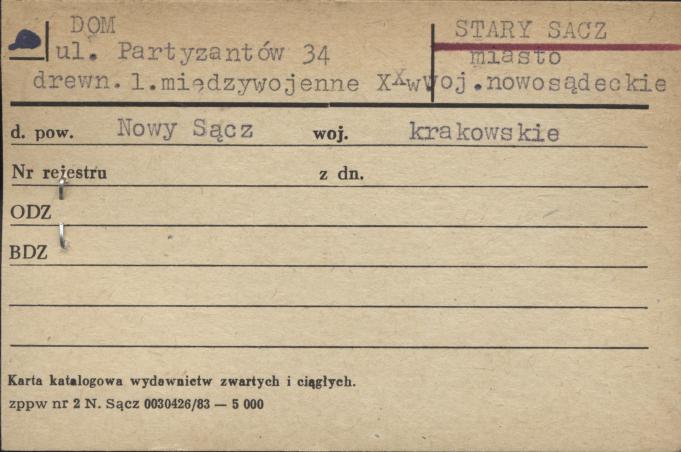 DOM
STARY SACZ
ul. Partyzantów 34
miasto
drewn. l.międzywojenne XXw
woj.nowosądeckie
d. pow. Nowy Sącz woj. krakowskie
Nr rejestru z dn.
ODZ
BDZ
Karta katalogowa wydawnictw zwartych i ciągłych.
zppw nr 2 N. Sącz 0030426/83 — 5 000